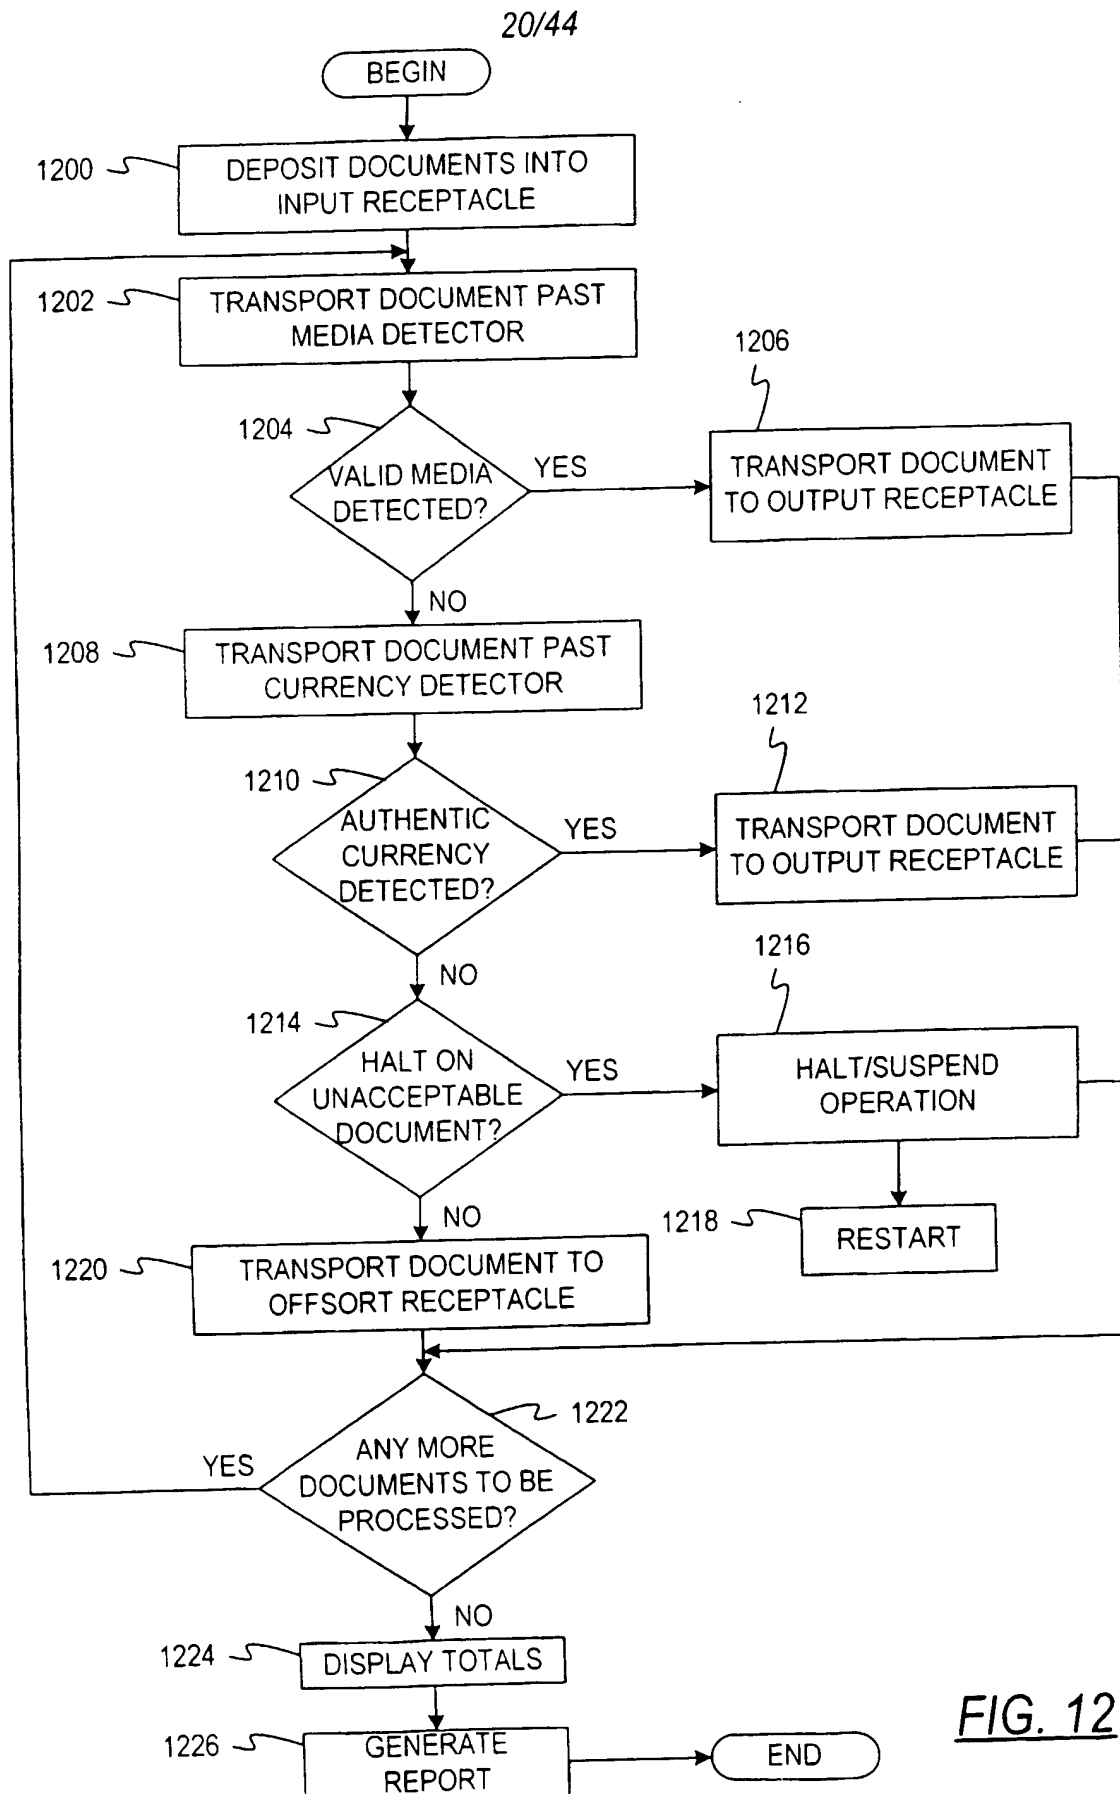 20/44
BEGIN
1200
DEPOSIT DOCUMENTS INTO
INPUT RECEPTACLE
1202
TRANSPORT DOCUMENT PAST
MEDIA DETECTOR
1204
VALID MEDIA
DETECTED?
YES
1206
TRANSPORT DOCUMENT
TO OUTPUT RECEPTACLE
NO
1208
TRANSPORT DOCUMENT PAST
CURRENCY DETECTOR
1210
AUTHENTIC
CURRENCY
DETECTED?
YES
1212
TRANSPORT DOCUMENT
TO OUTPUT RECEPTACLE
NO
1214
HALT ON
UNACCEPTABLE
DOCUMENT?
YES
1216
HALT/SUSPEND
OPERATION
1218
RESTART
NO
1220
TRANSPORT DOCUMENT TO
OFFSORT RECEPTACLE
1222
ANY MORE
DOCUMENTS TO BE
PROCESSED?
YES
NO
1224
DISPLAY TOTALS
1226
GENERATE
REPORT
END
FIG. 12